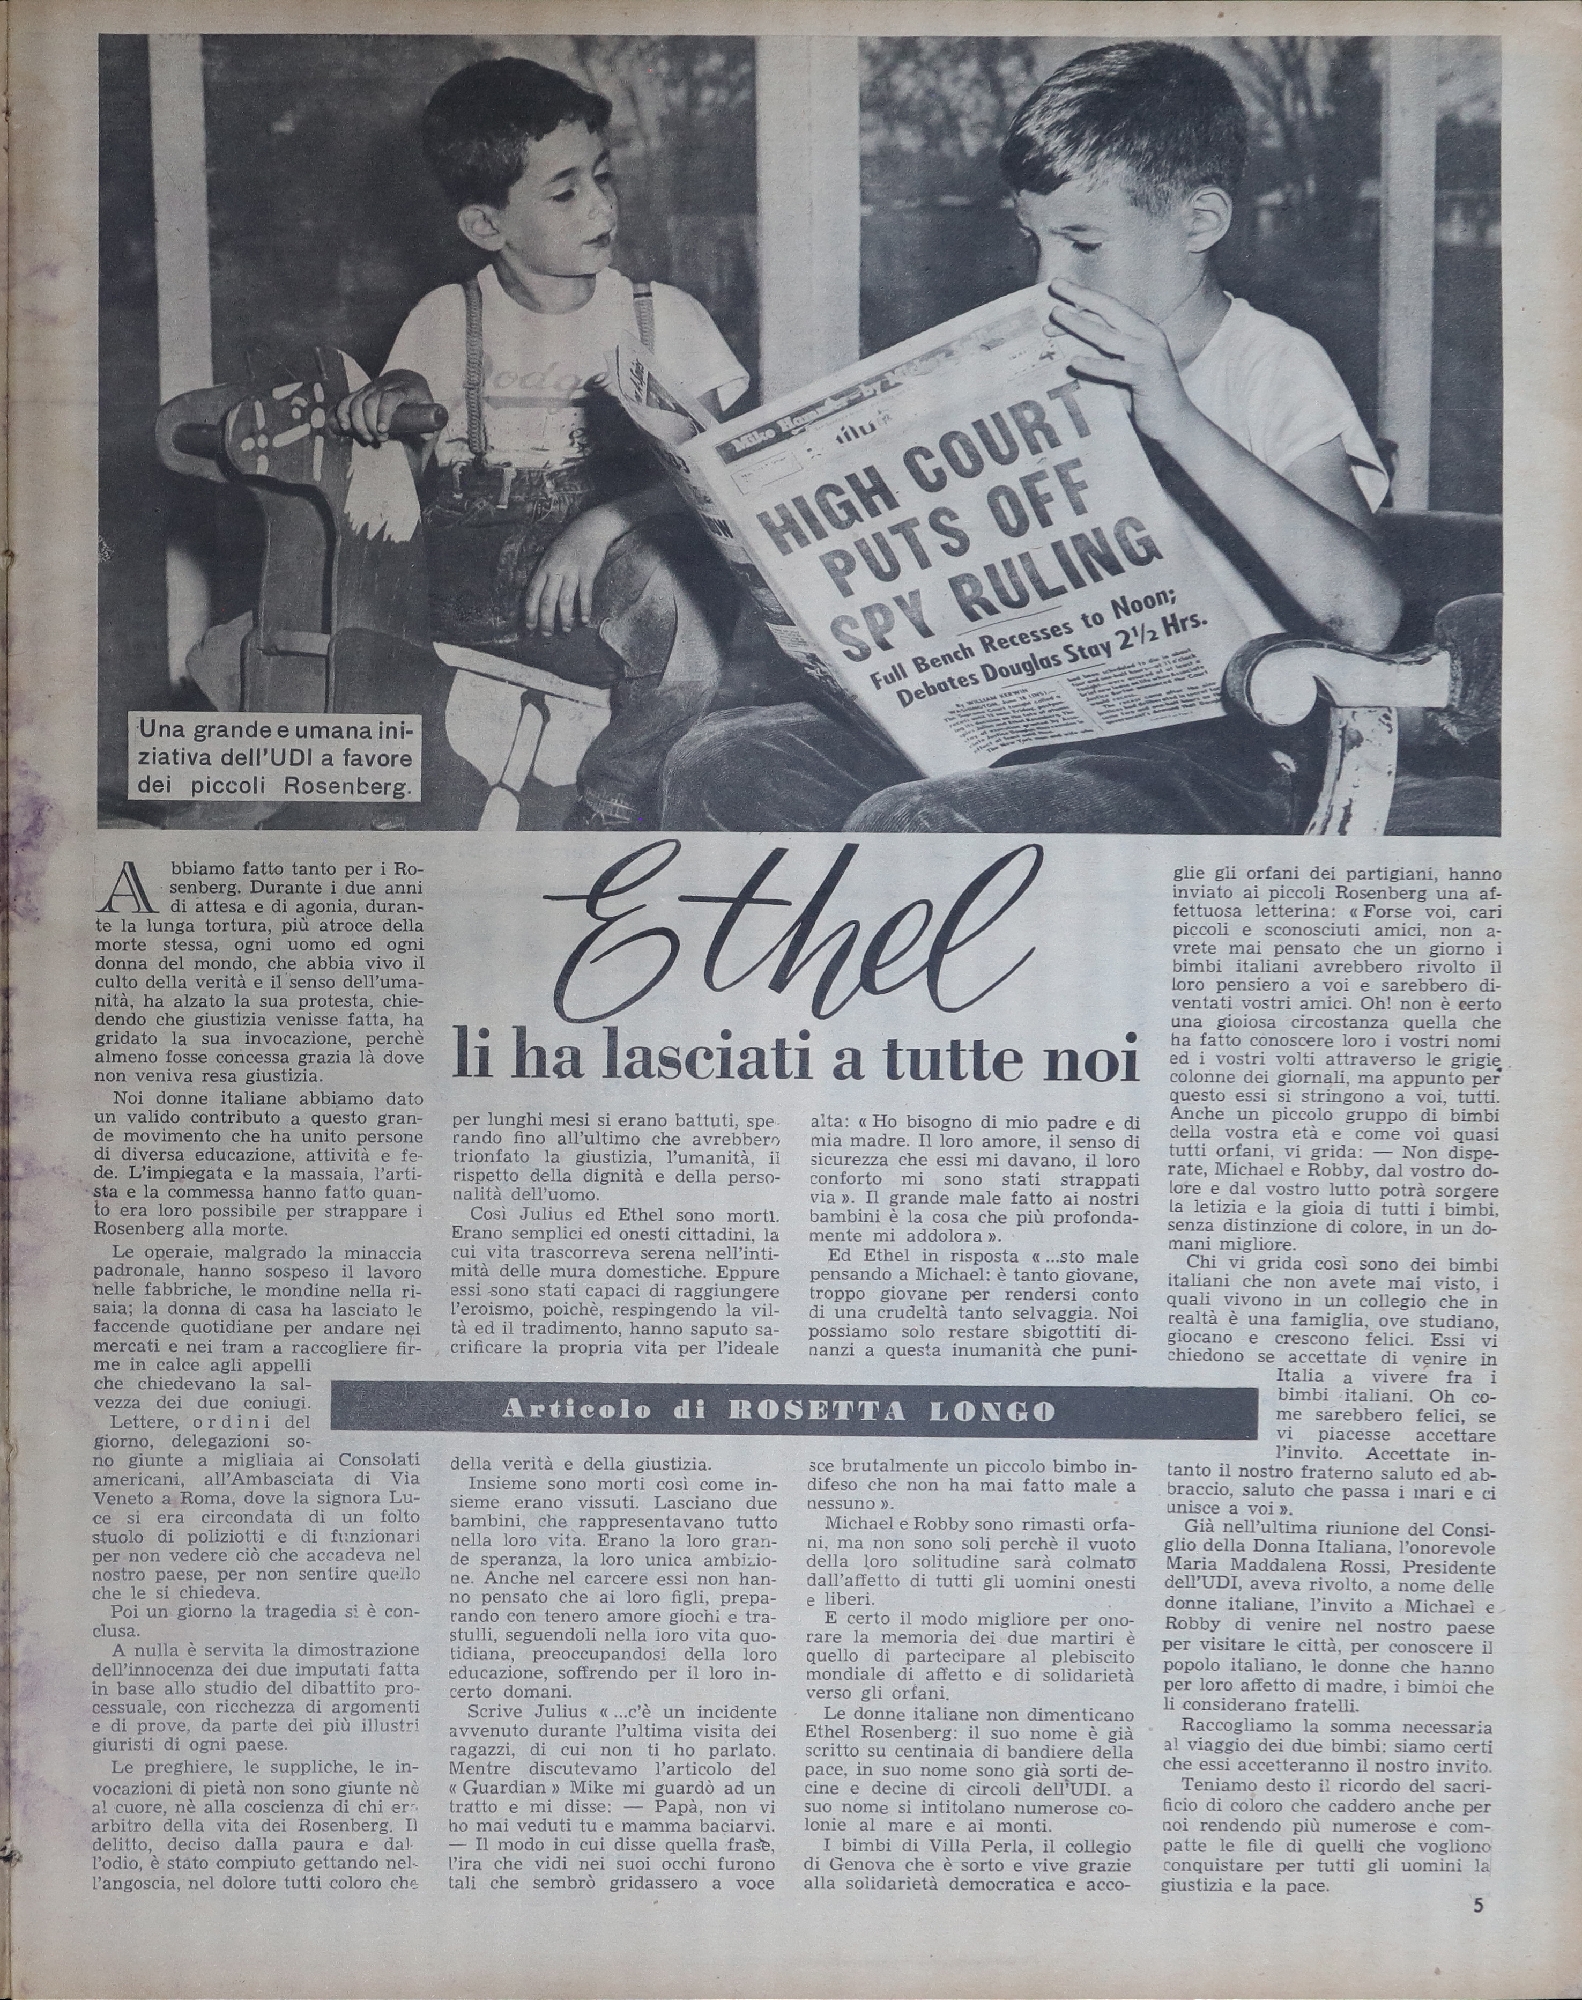 Dodge
Mike Hammer by Mickey
HIGH COURT
PUTS OFF
SPY RULING
Full Bench Recesses to Noon;
Debates Douglas Stay 2½ Hrs.
By WILLIAM KERWIN
Una grande e umana ini-
ziativa dell'UDI a favore
dei piccoli Rosenberg.
Ethel
li ha lasciati a tutte noi
Abbiamo fatto tanto per i Ro-
senberg. Durante i due anni
di attesa e di agonia, duran-
te la lunga tortura, più atroce della
morte stessa, ogni uomo ed ogni
donna del mondo, che abbia vivo il
culto della verità e il senso dell'uma-
nità, ha alzato la sua protesta, chie-
dendo che giustizia venisse fatta, ha
gridato la sua invocazione, perchè
almeno fosse concessa grazia là dove
non veniva resa giustizia.
Noi donne italiane abbiamo dato
un valido contributo a questo gran-
de movimento che ha unito persone
di diversa educazione, attività e fe-
de. L'impiegata e la massaia, l'arti-
sta e la commessa hanno fatto quan-
to era loro possibile per strappare i
Rosenberg alla morte.
Le operaie, malgrado la minaccia
padronale, hanno sospeso il lavoro
nelle fabbriche, le mondine nella ri-
saia; la donna di casa ha lasciato le
faccende quotidiane per andare nei
mercati e nei tram a raccogliere fir-
me in calce agli appelli
che chiedevano la sal-
vezza dei due coniugi.
Lettere, ordini del
giorno, delegazioni so-
no giunte a migliaia ai Consolati
americani, all'Ambasciata di Via
Veneto a Roma, dove la signora Lu-
ce si era circondata di un folto
stuolo di poliziotti e di funzionari
per non vedere ciò che accadeva nel
nostro paese, per non sentire quello
che le si chiedeva.
Poi un giorno la tragedia si è con-
clusa.
A nulla è servita la dimostrazione
dell'innocenza dei due imputati fatta
in base allo studio del dibattito pro-
cessuale, con ricchezza di argomenti
e di prove, da parte dei più illustri
giuristi di ogni paese.
Le preghiere, le suppliche, le in-
vocazioni di pietà non sono giunte nè
al cuore, nè alla coscienza di chi era
arbitro della vita dei Rosenberg. Il
delitto, deciso dalla paura e dal-
l'odio, è stato compiuto gettando nel-
l'angoscia, nel dolore tutti coloro che
per lunghi mesi si erano battuti, spe-
rando fino all'ultimo che avrebbero
trionfato la giustizia, l'umanità, il
rispetto della dignità e della perso-
nalità dell'uomo.
Così Julius ed Ethel sono morti.
Erano semplici ed onesti cittadini, la
cui vita trascorreva serena nell'inti-
mità delle mura domestiche. Eppure
essi sono stati capaci di raggiungere
l'eroismo, poichè, respingendo la vil-
tà ed il tradimento, hanno saputo sa-
crificare la propria vita per l'ideale
Articolo di ROSETTA LONGO
della verità e della giustizia.
Insieme sono morti così come in-
sieme erano vissuti. Lasciano due
bambini, che rappresentavano tutto
nella loro vita. Erano la loro gran-
de speranza, la loro unica ambizio-
ne. Anche nel carcere essi non han-
no pensato che ai loro figli, prepa-
rando con tenero amore giochi e tra-
stulli, seguendoli nella loro vita quo-
tidiana, preoccupandosi della loro
educazione, soffrendo per il loro in-
certo domani.
Scrive Julius « ...c'è un incidente
avvenuto durante l'ultima visita dei
ragazzi, di cui non ti ho parlato.
Mentre discutevamo l'articolo del
« Guardian » Mike mi guardò ad un
tratto e mi disse: — Papà, non vi
ho mai veduti tu e mamma baciarvi.
— Il modo in cui disse quella frase,
l'ira che vidi nei suoi occhi furono
tali che sembrò gridassero a voce
alta: « Ho bisogno di mio padre e di
mia madre. Il loro amore, il senso di
sicurezza che essi mi davano, il loro
conforto mi sono stati strappati
via ». Il grande male fatto ai nostri
bambini è la cosa che più profonda-
mente mi addolora ».
Ed Ethel in risposta « ...sto male
pensando a Michael: è tanto giovane,
troppo giovane per rendersi conto
di una crudeltà tanto selvaggia. Noi
possiamo solo restare sbigottiti di-
nanzi a questa inumanità che puni-
sce brutalmente un piccolo bimbo in-
difeso che non ha mai fatto male a
nessuno ».
Michael e Robby sono rimasti orfa-
ni, ma non sono soli perchè il vuoto
della loro solitudine sarà colmato
dall'affetto di tutti gli uomini onesti
e liberi.
E certo il modo migliore per ono-
rare la memoria dei due martiri è
quello di partecipare al plebiscito
mondiale di affetto e di solidarietà
verso gli orfani.
Le donne italiane non dimenticano
Ethel Rosenberg: il suo nome è già
scritto su centinaia di bandiere della
pace, in suo nome sono già sorti de-
cine e decine di circoli dell'UDI. a
suo nome si intitolano numerose co-
lonie al mare e ai monti.
I bimbi di Villa Perla, il collegio
di Genova che è sorto e vive grazie
alla solidarietà democratica e acco-
glie gli orfani dei partigiani, hanno
inviato ai piccoli Rosenberg una af-
fettuosa letterina: « Forse voi, cari
piccoli e sconosciuti amici, non a-
vrete mai pensato che un giorno i
bimbi italiani avrebbero rivolto il
loro pensiero a voi e sarebbero di-
ventati vostri amici. Oh! non è certo
una gioiosa circostanza quella che
ha fatto conoscere loro i vostri nomi
ed i vostri volti attraverso le grigie
colonne dei giornali, ma appunto per
questo essi si stringono a voi, tutti.
Anche un piccolo gruppo di bimbi
della vostra età e come voi quasi
tutti orfani, vi grida: — Non dispe-
rate, Michael e Robby, dal vostro do-
lore e dal vostro lutto potrà sorgere
la letizia e la gioia di tutti i bimbi,
senza distinzione di colore, in un do-
mani migliore.
Chi vi grida così sono dei bimbi
italiani che non avete mai visto, i
quali vivono in un collegio che in
realtà è una famiglia, ove studiano,
giocano e crescono felici. Essi vi
chiedono se accettate di venire in
Italia a vivere fra i
bimbi italiani. Oh co-
me sarebbero felici, se
vi piacesse accettare
l'invito. Accettate in-
tanto il nostro fraterno saluto ed ab-
braccio, saluto che passa i mari e ci
unisce a voi ».
Già nell'ultima riunione del Consi-
glio della Donna Italiana, l'onorevole
Maria Maddalena Rossi, Presidente
dell'UDI, aveva rivolto, a nome delle
donne italiane, l'invito a Michael e
Robby di venire nel nostro paese
per visitare le città, per conoscere il
popolo italiano, le donne che hanno
per loro affetto di madre, i bimbi che
li considerano fratelli.
Raccogliamo la somma necessaria
al viaggio dei due bimbi: siamo certi
che essi accetteranno il nostro invito.
Teniamo desto il ricordo del sacri-
ficio di coloro che caddero anche per
noi rendendo più numerose e com-
patte le file di quelli che vogliono
conquistare per tutti gli uomini la
giustizia e la pace.
5